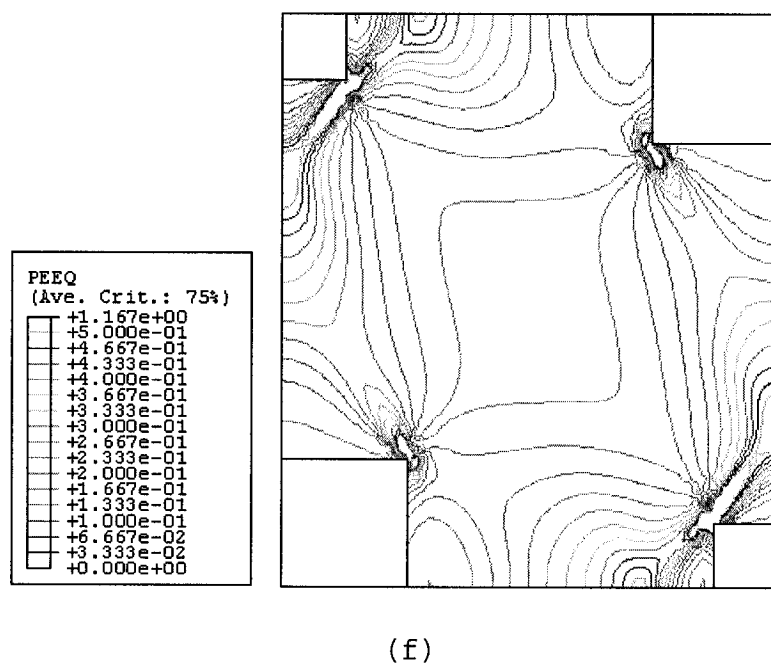 PEEQ
(Ave. Crit.: 75%)
+1.167e+00
+5.000e-01
+4.667e-01
+4.333e-01
+4.000e-01
+3.667e-01
+3.333e-01
+3.000e-01
+2.667e-01
+2.333e-01
+2.000e-01
+1.667e-01
+1.333e-01
+1.000e-01
+6.667e-02
+3.333e-02
+0.000e+00
(f)